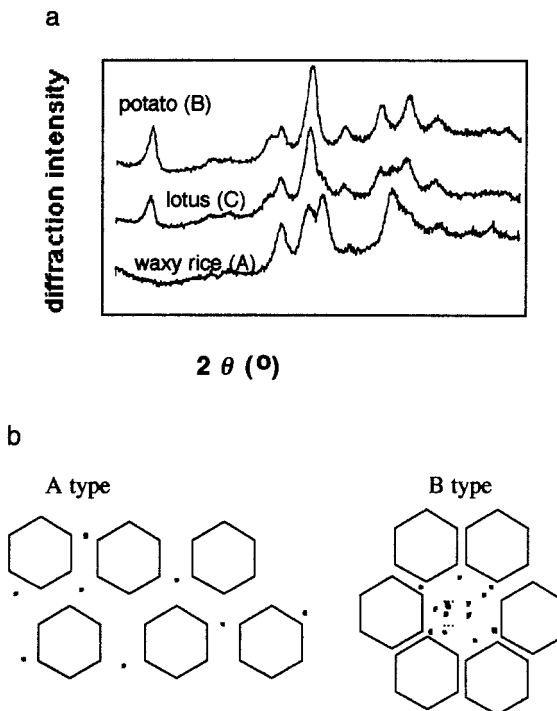 a
potato (B)
lotus (C)
waxy rice (A)
diffraction intensity
2 θ (O)
b
A type
B type